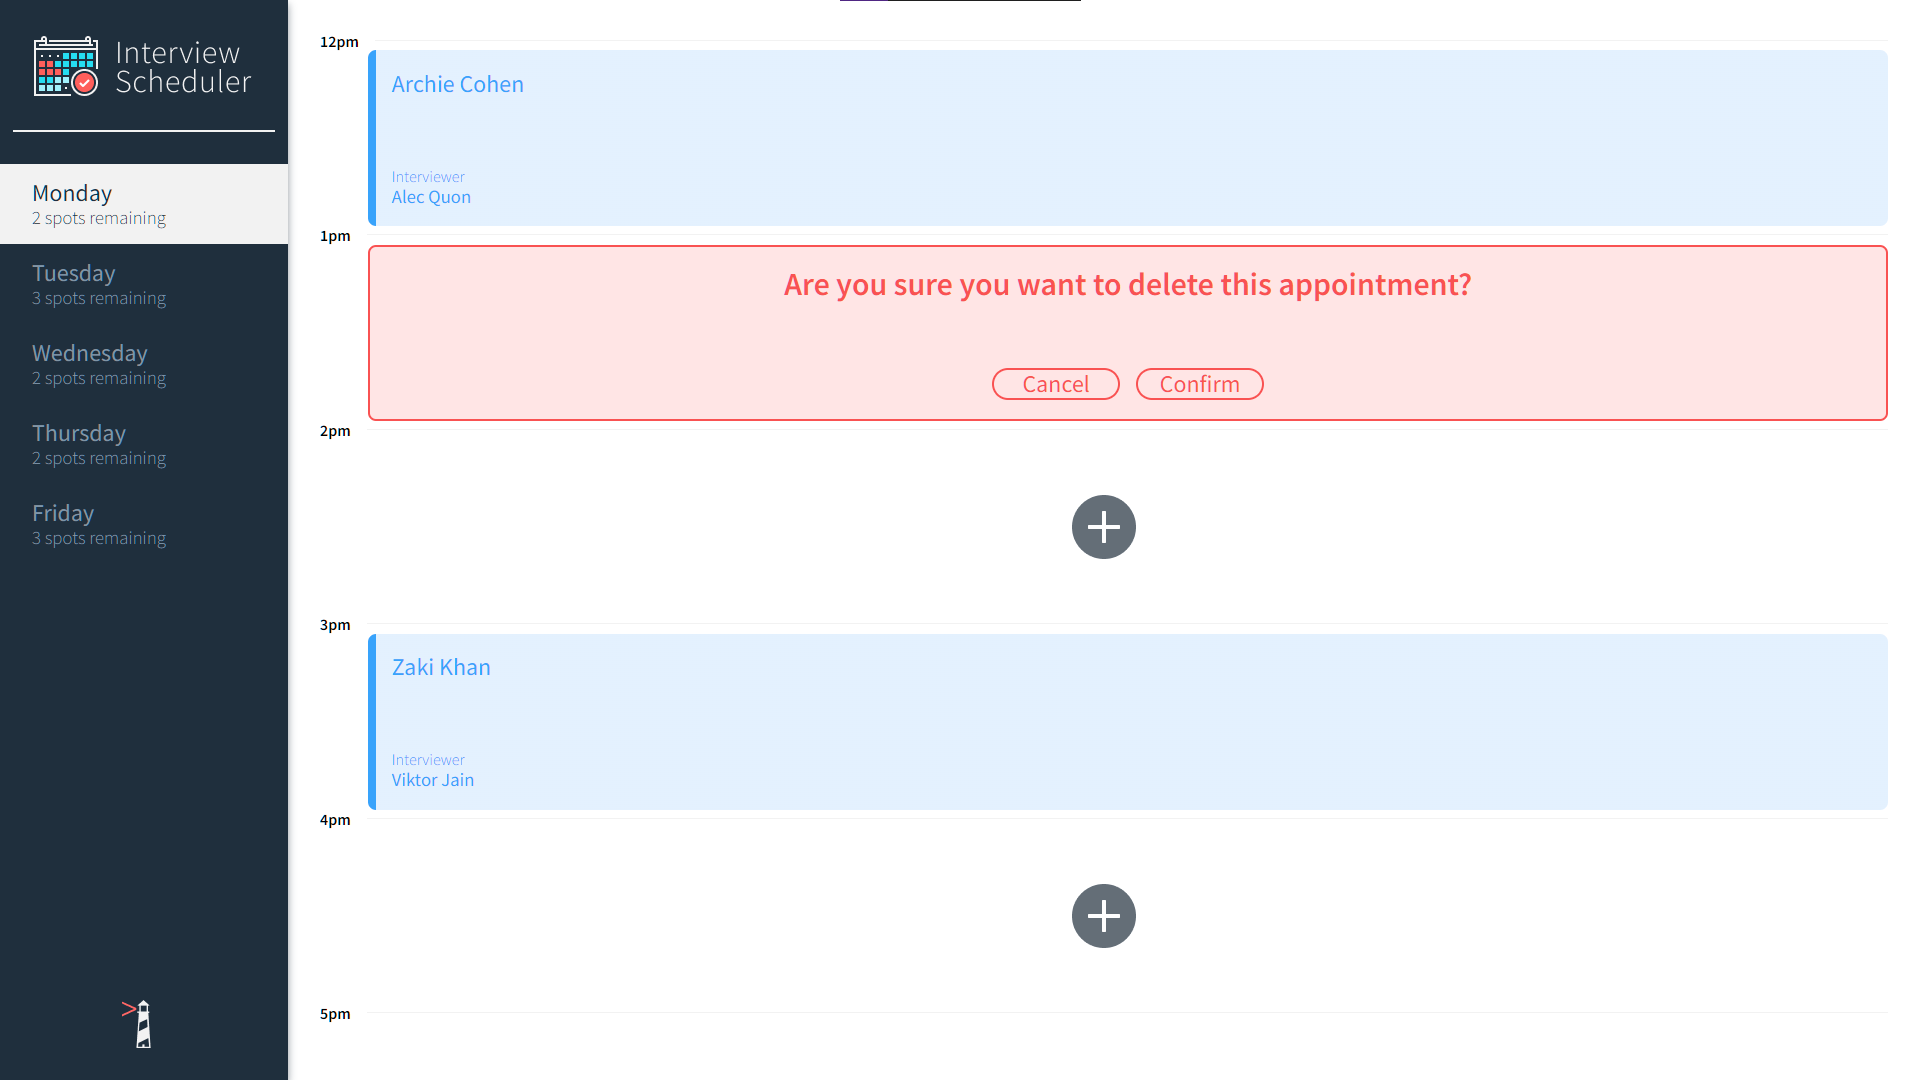 Interview
Scheduler
Monday
2 spots remaining
Tuesday
3 spots remaining
Wednesday
2 spots remaining
Thursday
2 spots remaining
Friday
3 spots remaining
12pm
Archie Cohen
Interviewer
Alec Quon
1pm
Are you sure you want to delete this appointment?
Cancel
Confirm
2pm
3pm
Zaki Khan
Interviewer
Viktor Jain
4pm
5pm